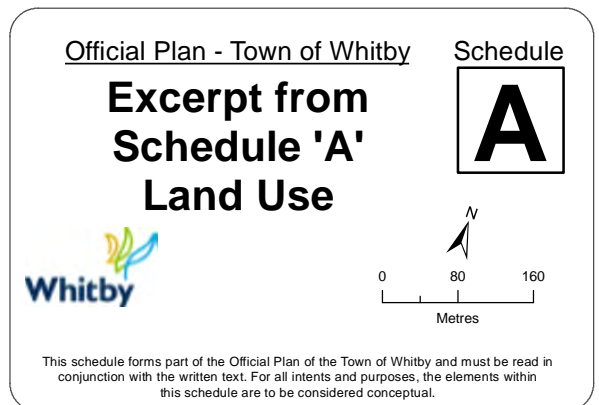 Official Plan - Town of Whitby
Schedule
Excerpt from
Schedule 'A'
Land Use
A
N
Whitby
0 80 160
Metres
This schedule forms part of the Official Plan of the Town of Whitby and must be read in
conjunction with the written text. For all intents and purposes, the elements within
this schedule are to be considered conceptual.